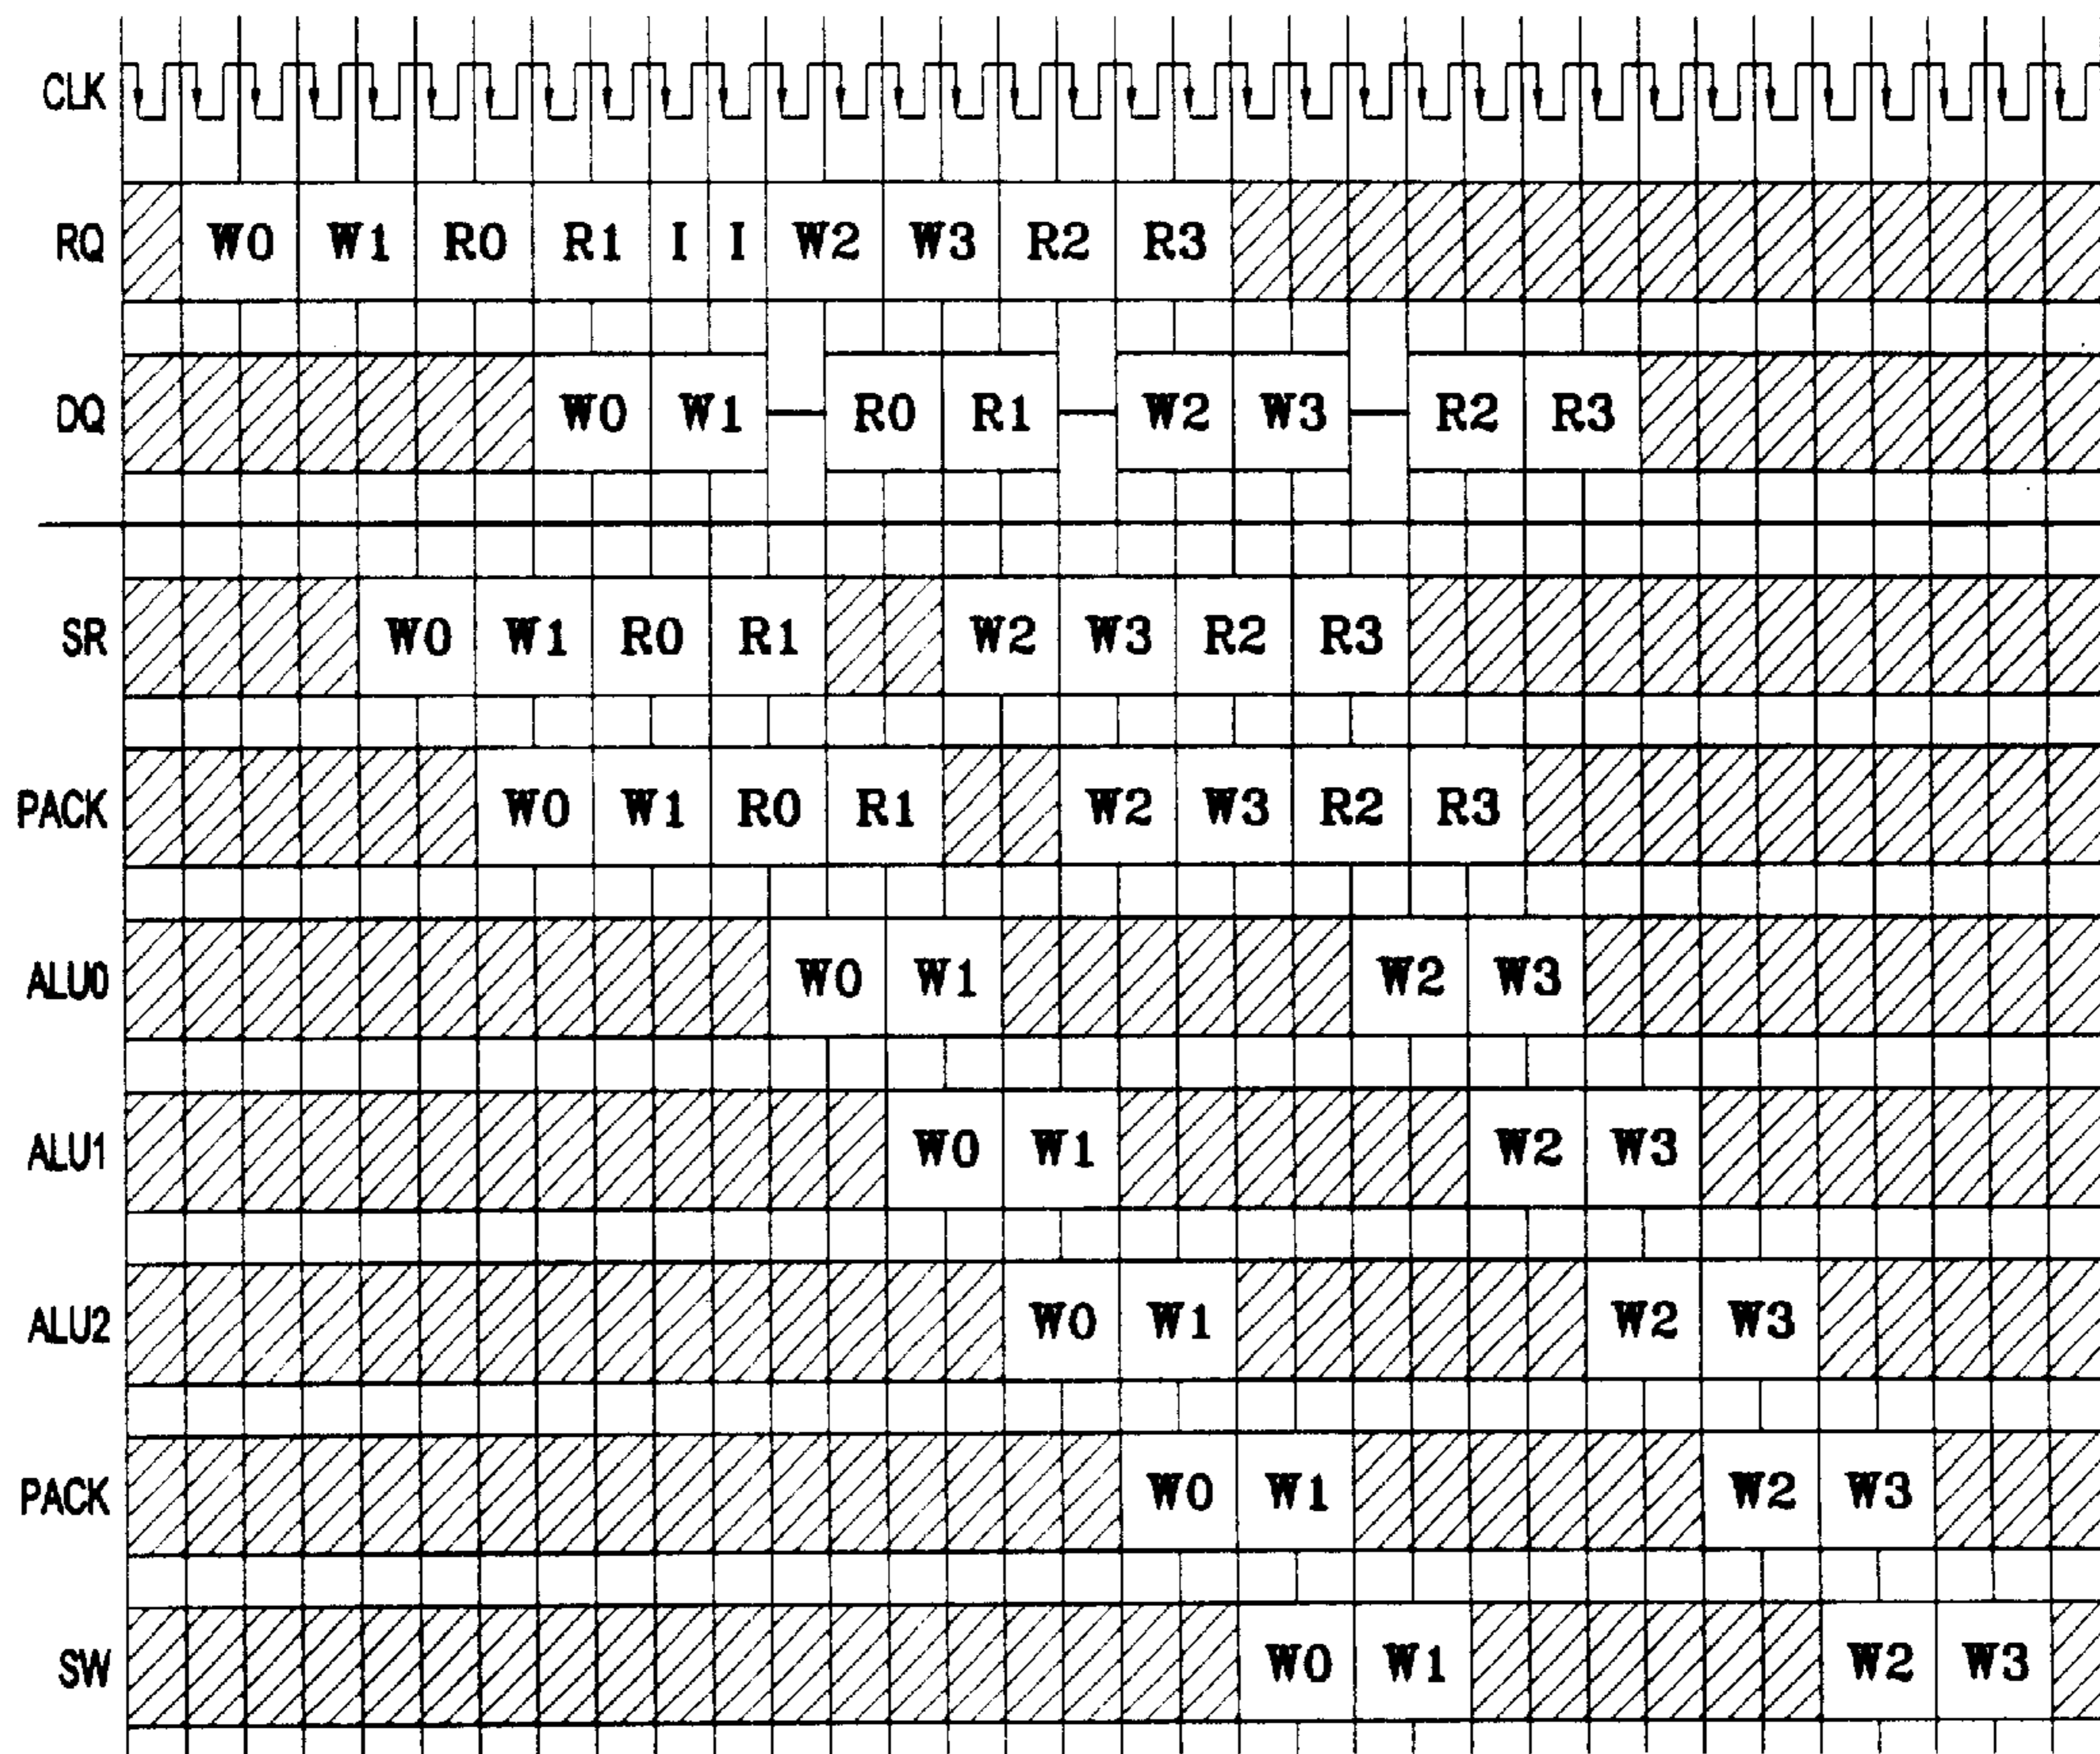 CLK
RQ W0 W1 R0 R1 I I W2 W3 R2 R3
DQ W0 W1 R0 R1 W2 W3 R2 R3
SR W0 W1 R0 R1 W2 W3 R2 R3
PACK W0 W1 R0 R1 W2 W3 R2 R3
ALU0 W0 W1 W2 W3
ALU1 W0 W1 W2 W3
ALU2 W0 W1 W2 W3
PACK W0 W1 W2 W3
SW W0 W1 W2 W3